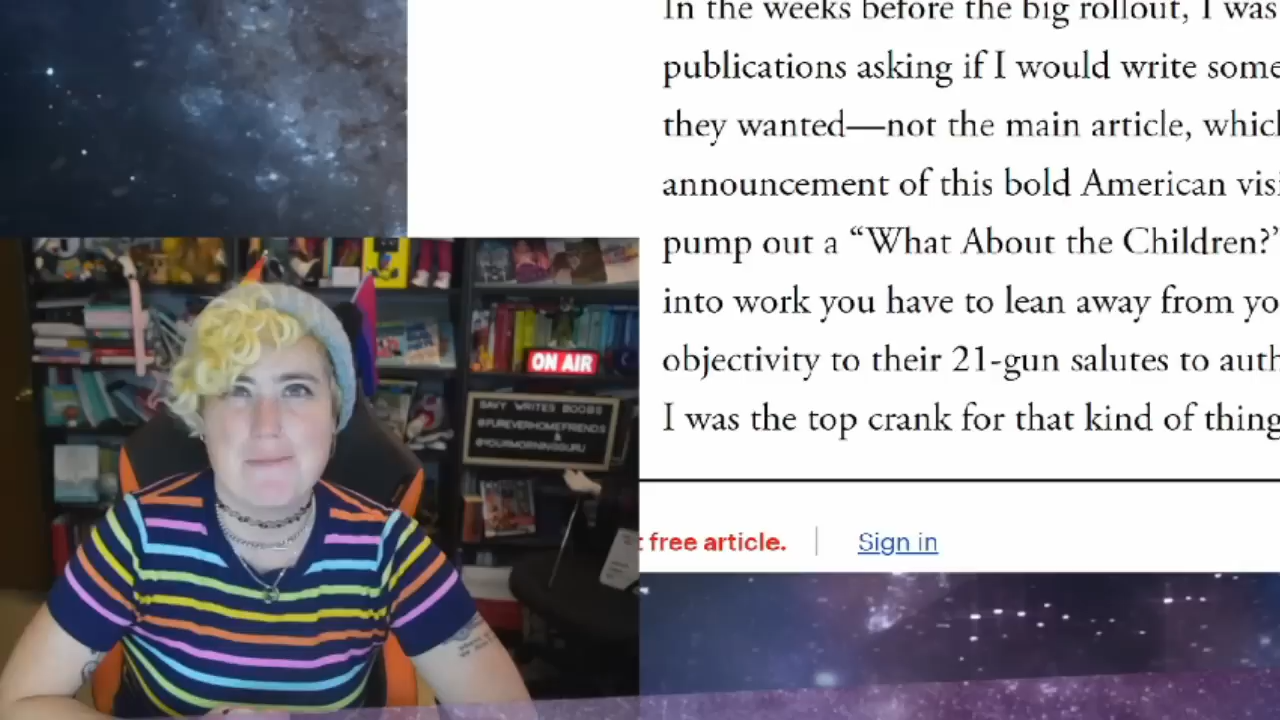 In the weeks before the big rollout, I was
publications asking if I would write some
they wanted—not the main article, which
announcement of this bold American visi
pump out a “What About the Children?”
into work you have to lean away from yo
objectivity to their 21-gun salutes to auth
I was the top crank for that kind of thing
free article. | Sign in
ON AIR
SAVY WRITES BOOBS
@FUREVERHOMEFRIENDS
&
@YOURMORNINGGURU